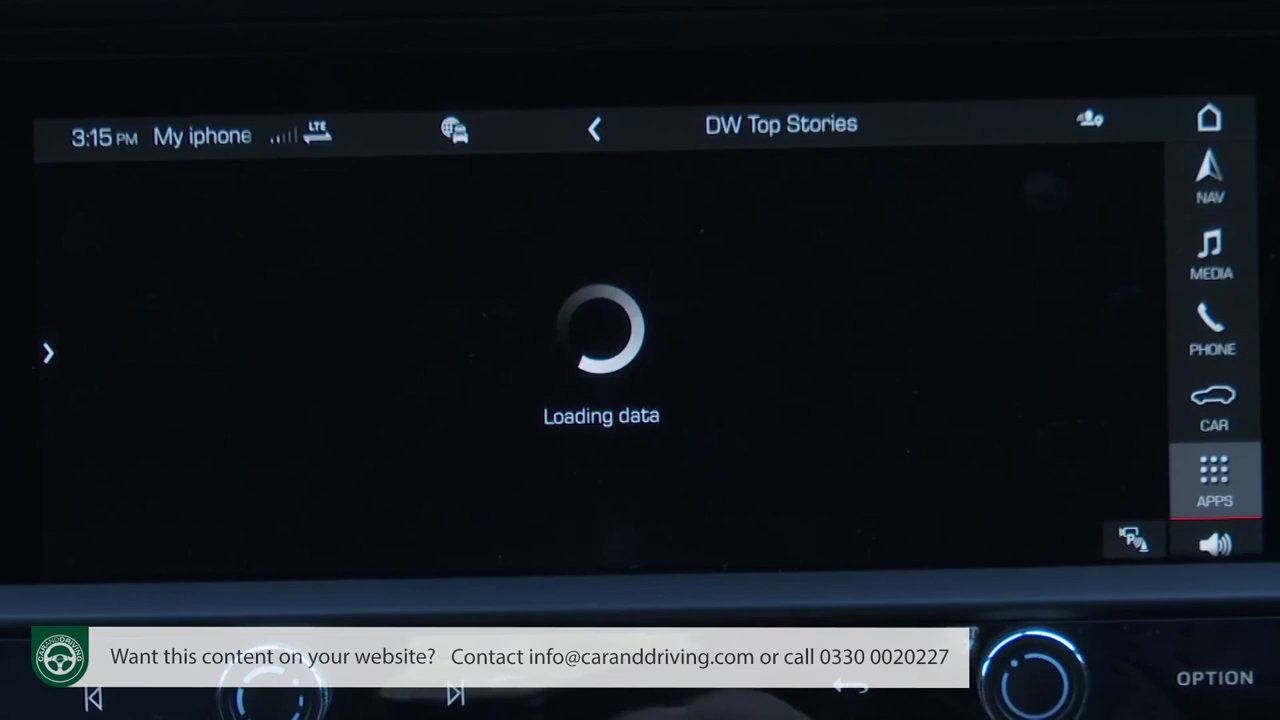 3:15 PM My iphone LTE DW Top Stories
NAV
MEDIA
PHONE
CAR
APPS
Loading data
CARANDDRIVING
Want this content on your website? Contact info@caranddriving.com or call 0330 0020227
OPTION